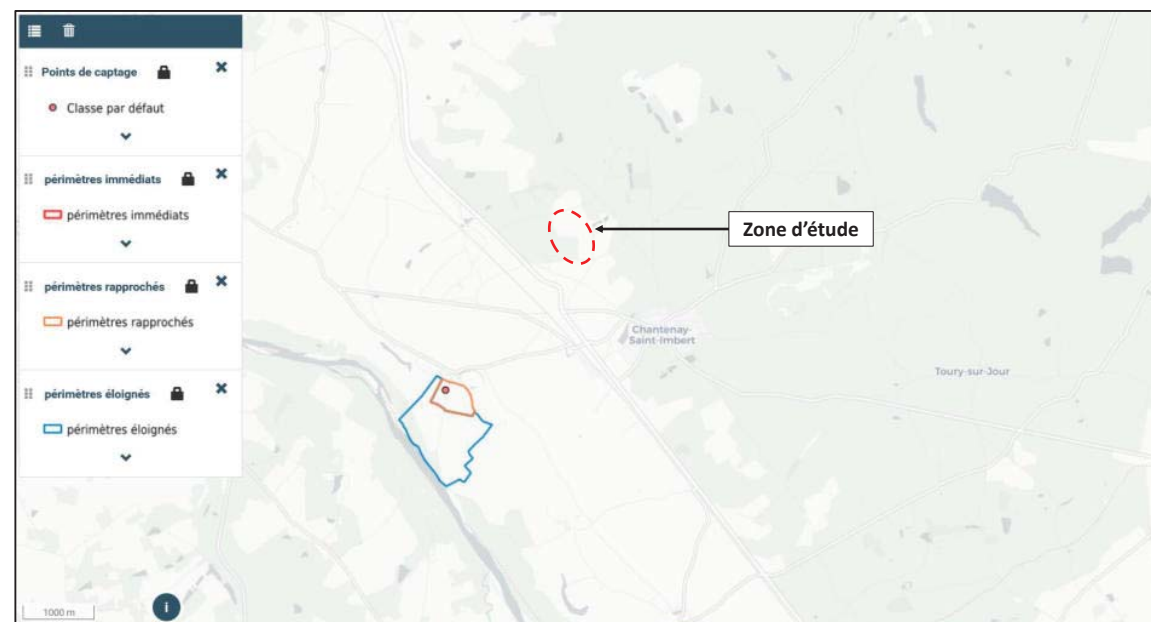 Points de captage
Classe par défaut
périmètres immédiats
périmètres immédiats
périmètres rapprochés
périmètres rapprochés
périmètres éloignés
périmètres éloignés
Zone d'étude
Chantenay-
Saint-Imbert
Toury-sur-Jour
1000 m
i